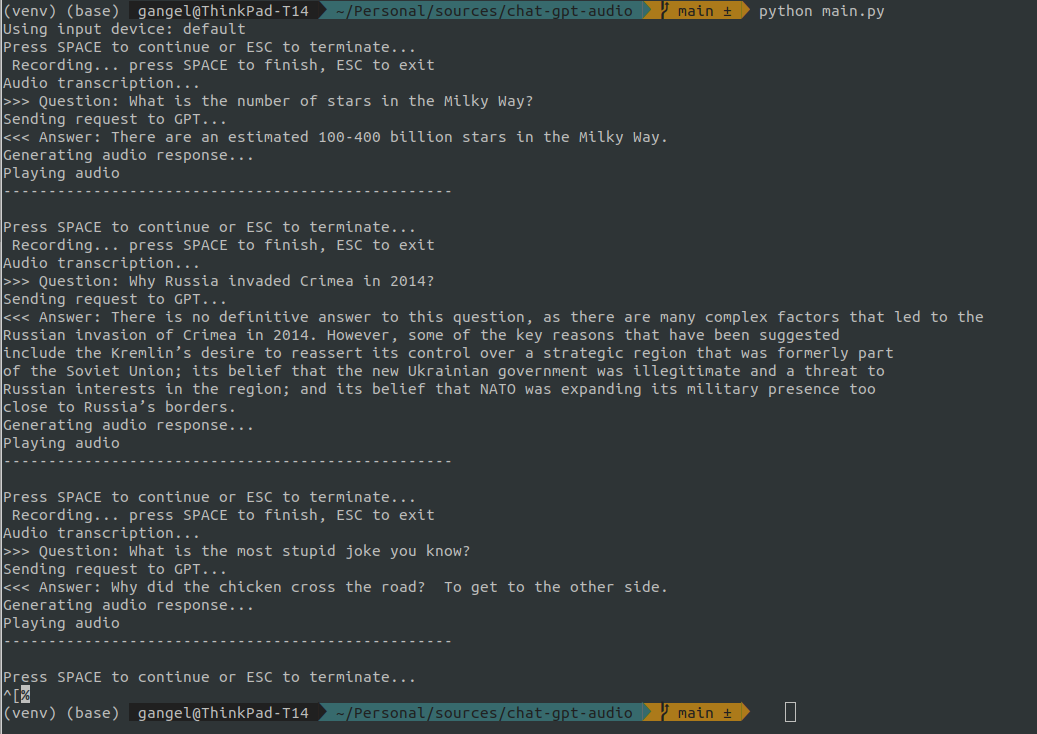 (venv) (base) gangel@ThinkPad-T14 ~/Personal/sources/chat-gpt-audio main ± python main.py
Using input device: default
Press SPACE to continue or ESC to terminate...
 Recording... press SPACE to finish, ESC to exit
Audio transcription...
>>> Question: What is the number of stars in the Milky Way?
Sending request to GPT...
<<< Answer: There are an estimated 100-400 billion stars in the Milky Way.
Generating audio response...
Playing audio
--------------------------------------------------
Press SPACE to continue or ESC to terminate...
 Recording... press SPACE to finish, ESC to exit
Audio transcription...
>>> Question: Why Russia invaded Crimea in 2014?
Sending request to GPT...
<<< Answer: There is no definitive answer to this question, as there are many complex factors that led to the
Russian invasion of Crimea in 2014. However, some of the key reasons that have been suggested
include the Kremlin’s desire to reassert its control over a strategic region that was formerly part
of the Soviet Union; its belief that the new Ukrainian government was illegitimate and a threat to
Russian interests in the region; and its belief that NATO was expanding its military presence too
close to Russia’s borders.
Generating audio response...
Playing audio
--------------------------------------------------
Press SPACE to continue or ESC to terminate...
 Recording... press SPACE to finish, ESC to exit
Audio transcription...
>>> Question: What is the most stupid joke you know?
Sending request to GPT...
<<< Answer: Why did the chicken cross the road?  To get to the other side.
Generating audio response...
Playing audio
--------------------------------------------------
Press SPACE to continue or ESC to terminate...
^[%
(venv) (base) gangel@ThinkPad-T14 ~/Personal/sources/chat-gpt-audio main ±